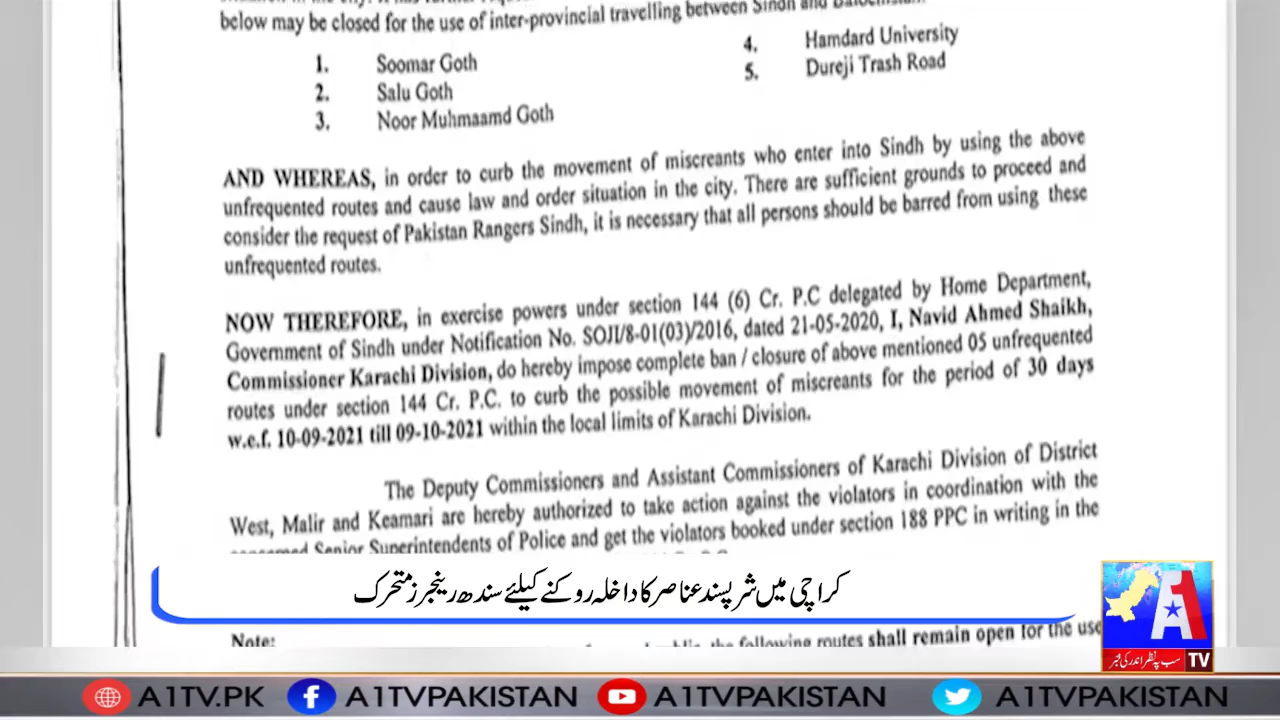 below may be closed for the use of inter-provincial travelling between Sindh and Balochistan.
1. Soomar Goth
2. Salu Goth
3. Noor Muhmaamd Goth
4. Hamdard University
5. Dureji Trash Road
AND WHEREAS, in order to curb the movement of miscreants who enter into Sindh by using the above
unfrequented routes and cause law and order situation in the city. There are sufficient grounds to proceed and
consider the request of Pakistan Rangers Sindh, it is necessary that all persons should be barred from using these
unfrequented routes.
NOW THEREFORE, in exercise powers under section 144 (6) Cr. P.C delegated by Home Department,
Government of Sindh under Notification No. SOJI/8-01(03)/2016, dated 21-05-2020, I, Navid Ahmed Shaikh,
Commissioner Karachi Division, do hereby impose complete ban / closure of above mentioned 05 unfrequented
routes under section 144 Cr. P.C. to curb the possible movement of miscreants for the period of 30 days
w.e.f. 10-09-2021 till 09-10-2021 within the local limits of Karachi Division.
The Deputy Commissioners and Assistant Commissioners of Karachi Division of District
West, Malir and Keamari are hereby authorized to take action against the violators in coordination with the
concerned Senior Superintendents of Police and get the violators booked under section 188 PPC in writing in the
کراچی میں شرپسند عناصر کا داخلہ روکنے کیلئے سندھ رینجرز متحرک
Note:
the following routes shall remain open for the use
A1
سب پہ نظر اندر کی خبر TV
A1TV.PK A1TVPAKISTAN A1TVPAKISTAN A1TVPAKISTAN